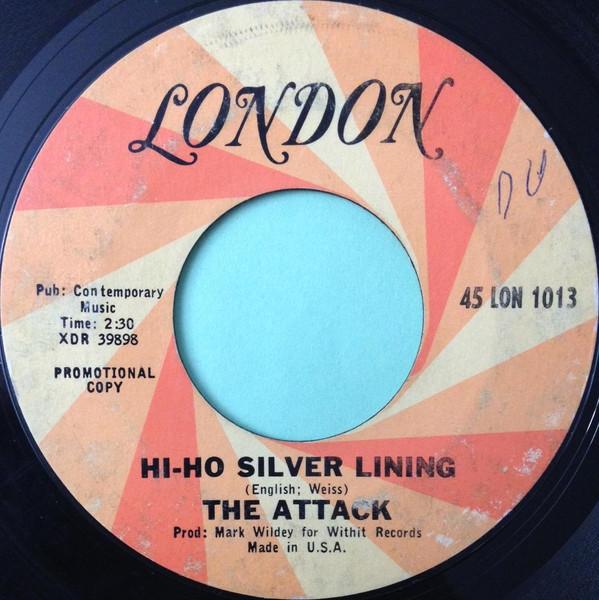 LONDON
DU
45 LON 1013
Pub: Contemporary
Music
Time: 2:30
XDR 39898
PROMOTIONAL
COPY
HI-HO SILVER LINING
(English; Weiss)
THE ATTACK
Prod: Mark Wildey for Withit Records
Made in U.S.A.